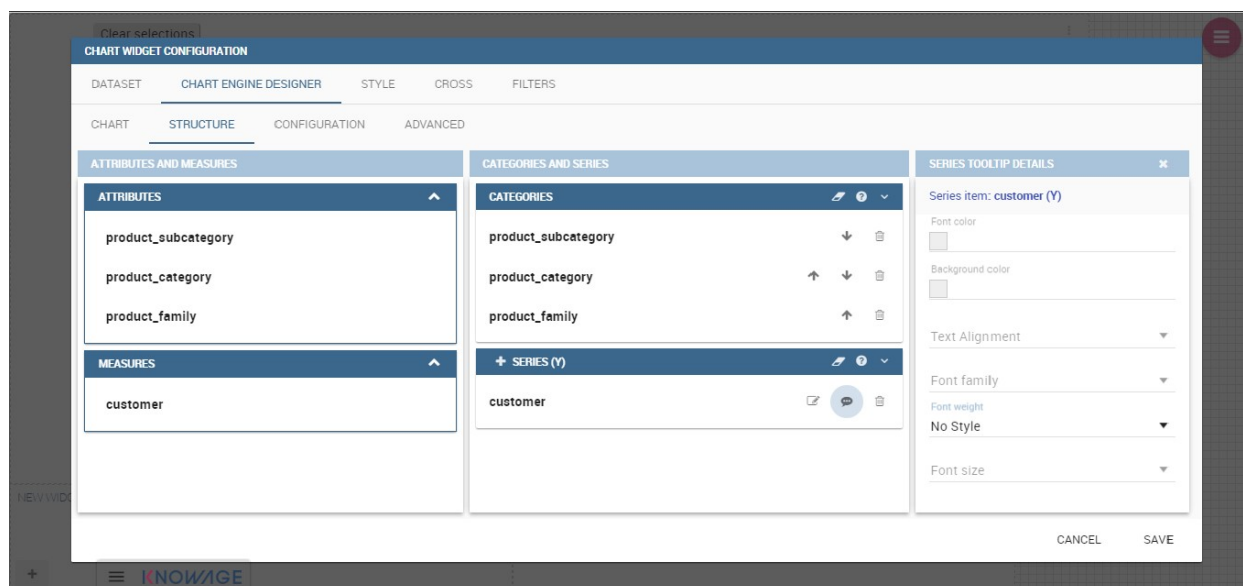 Clear selections
CHART WIDGET CONFIGURATION
DATASET CHART ENGINE DESIGNER STYLE CROSS FILTERS
CHART STRUCTURE CONFIGURATION ADVANCED
ATTRIBUTES AND MEASURES
ATTRIBUTES
product_subcategory
product_category
product_family
MEASURES
customer
CATEGORIES AND SERIES
CATEGORIES
product_subcategory
product_category
product_family
+ SERIES (Y)
customer
SERIES TOOLTIP DETAILS
Series item: customer (Y)
Font color
Background color
Text Alignment
Font family
Font weight
No Style
Font size
CANCEL SAVE
NEW
KNOWAGE